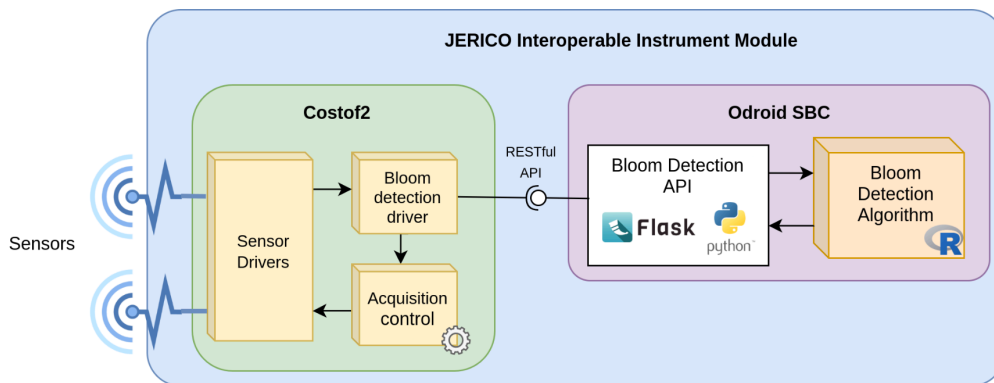 JERICO Interoperable Instrument Module
Costof2
Odroid SBC
Sensors
Sensor
Drivers
Bloom
detection
driver
Acquisition
control
RESTful
API
Bloom Detection
API
Flask
python™
Bloom
Detection
Algorithm
R